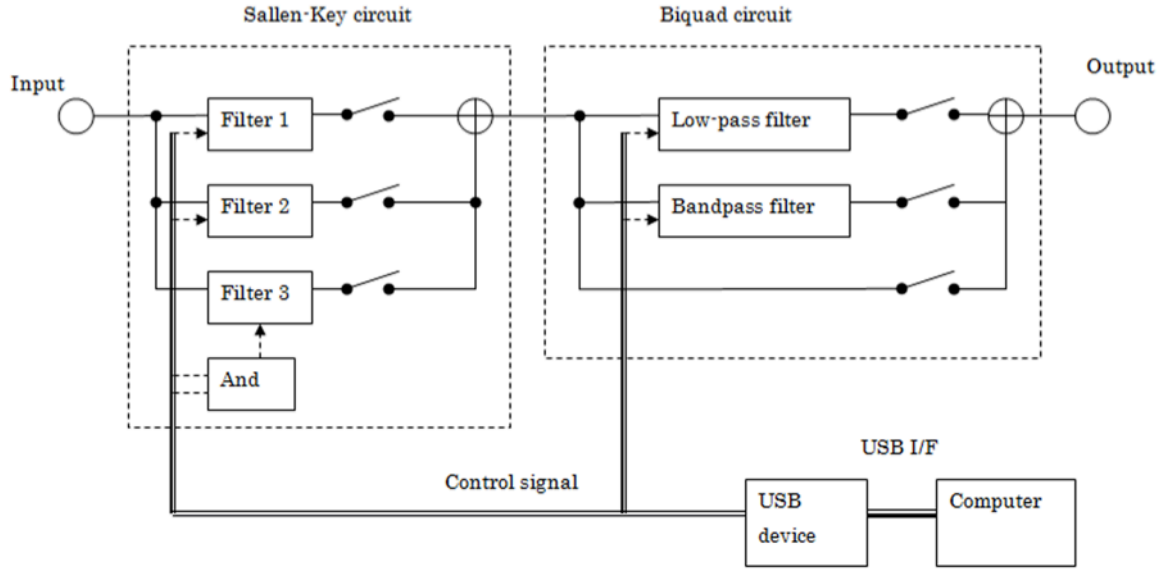 Sallen-Key circuit
Biquad circuit
Input
Output
Filter 1
Low-pass filter
Filter 2
Bandpass filter
Filter 3
And
USB I/F
Control signal
USB
device
Computer